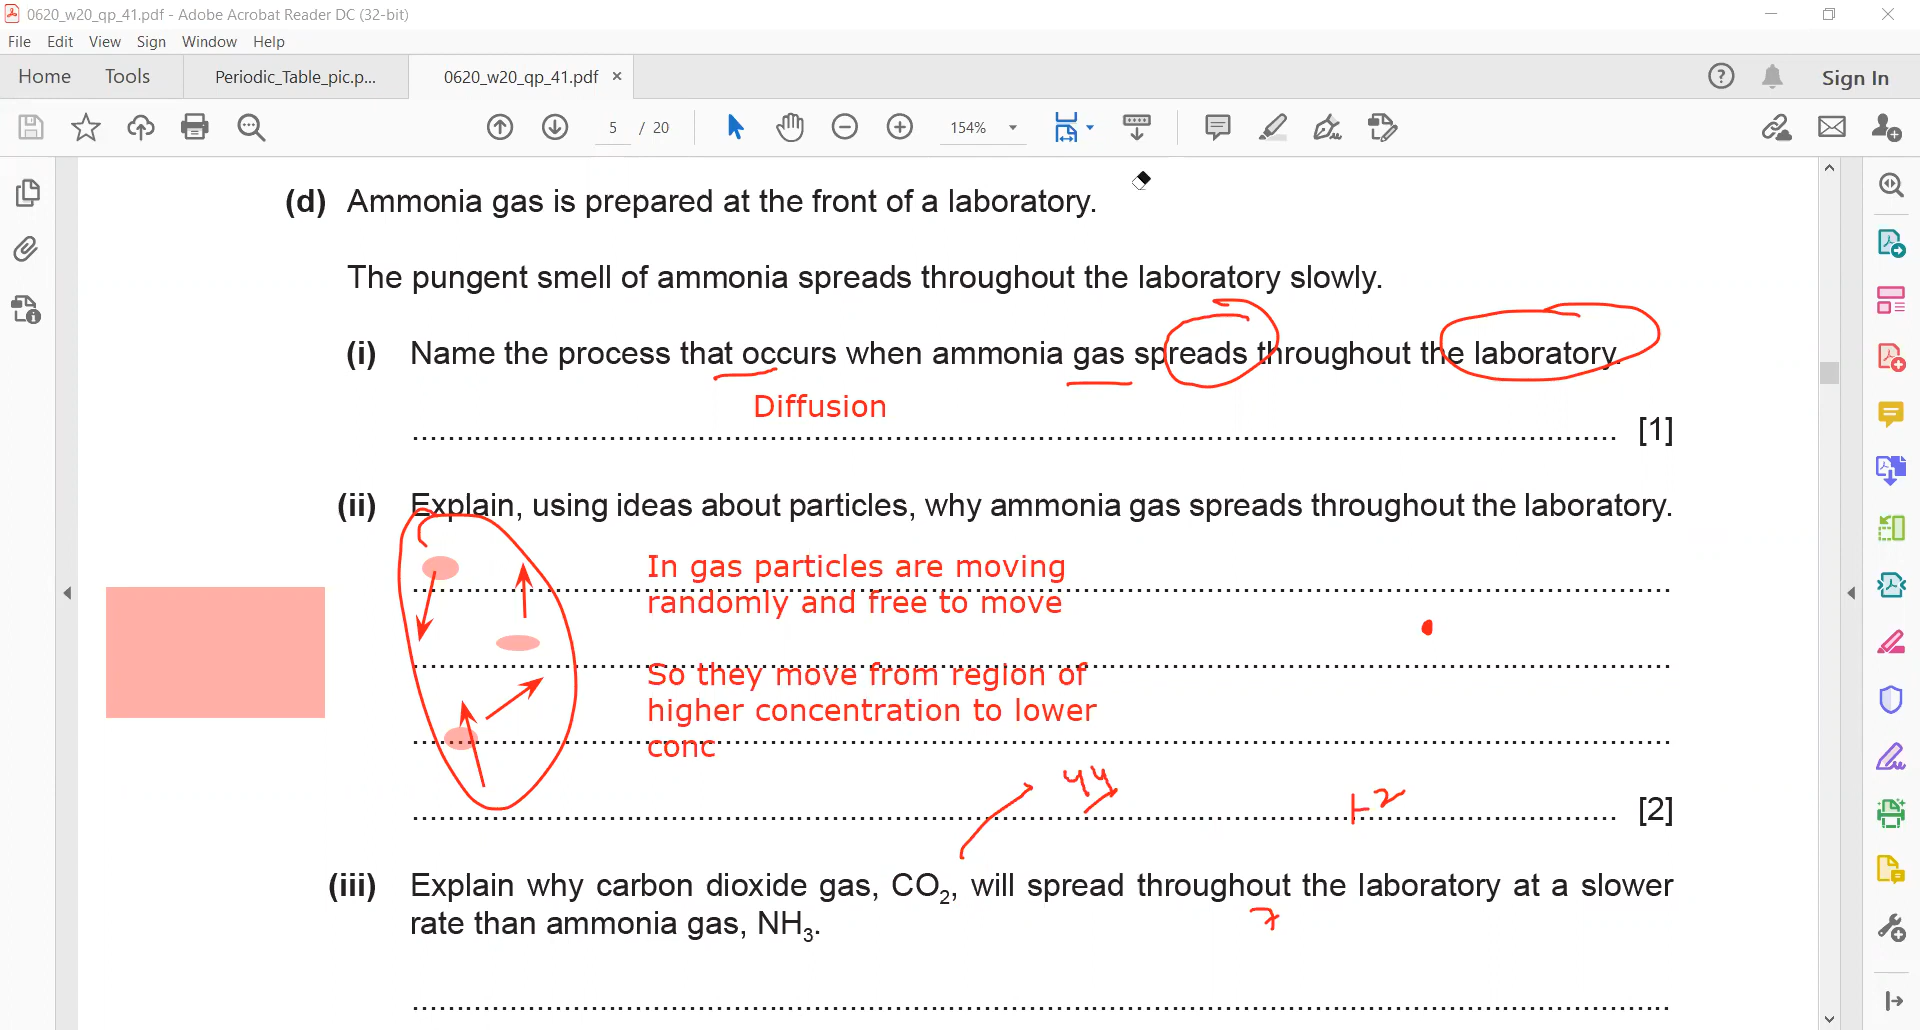 0620_w20_qp_41.pdf - Adobe Acrobat Reader DC (32-bit)
File Edit View Sign Window Help
Home Tools Periodic_Table_pic.p... 0620_w20_qp_41.pdf × Sign In
5 / 20 154%
(d) Ammonia gas is prepared at the front of a laboratory.
The pungent smell of ammonia spreads throughout the laboratory slowly.
(i) Name the process that occurs when ammonia gas spreads throughout the laboratory.
Diffusion
[1]
(ii) Explain, using ideas about particles, why ammonia gas spreads throughout the laboratory.
In gas particles are moving
randomly and free to move
So they move from region of
higher concentration to lower
conc
44
[2]
(iii) Explain why carbon dioxide gas, CO₂, will spread throughout the laboratory at a slower
rate than ammonia gas, NH₃.